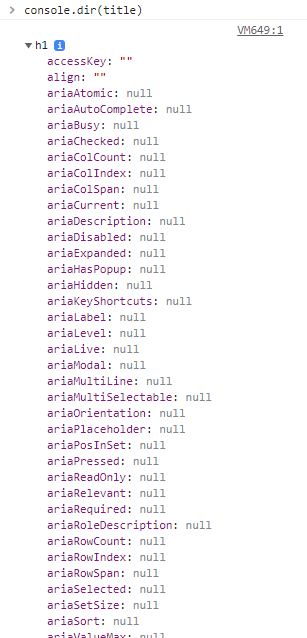 > console.dir(title)
VM649:1
▼h1 i
accessKey: ""
align: ""
ariaAtomic: null
ariaAutoComplete: null
ariaBusy: null
ariaChecked: null
ariaColCount: null
ariaColIndex: null
ariaColSpan: null
ariaCurrent: null
ariaDescription: null
ariaDisabled: null
ariaExpanded: null
ariaHasPopup: null
ariaHidden: null
ariaKeyShortcuts: null
ariaLabel: null
ariaLevel: null
ariaLive: null
ariaModal: null
ariaMultiLine: null
ariaMultiSelectable: null
ariaOrientation: null
ariaPlaceholder: null
ariaPosInSet: null
ariaPressed: null
ariaReadOnly: null
ariaRelevant: null
ariaRequired: null
ariaRoleDescription: null
ariaRowCount: null
ariaRowIndex: null
ariaRowSpan: null
ariaSelected: null
ariaSetSize: null
ariaSort: null
ariaValueMax: null